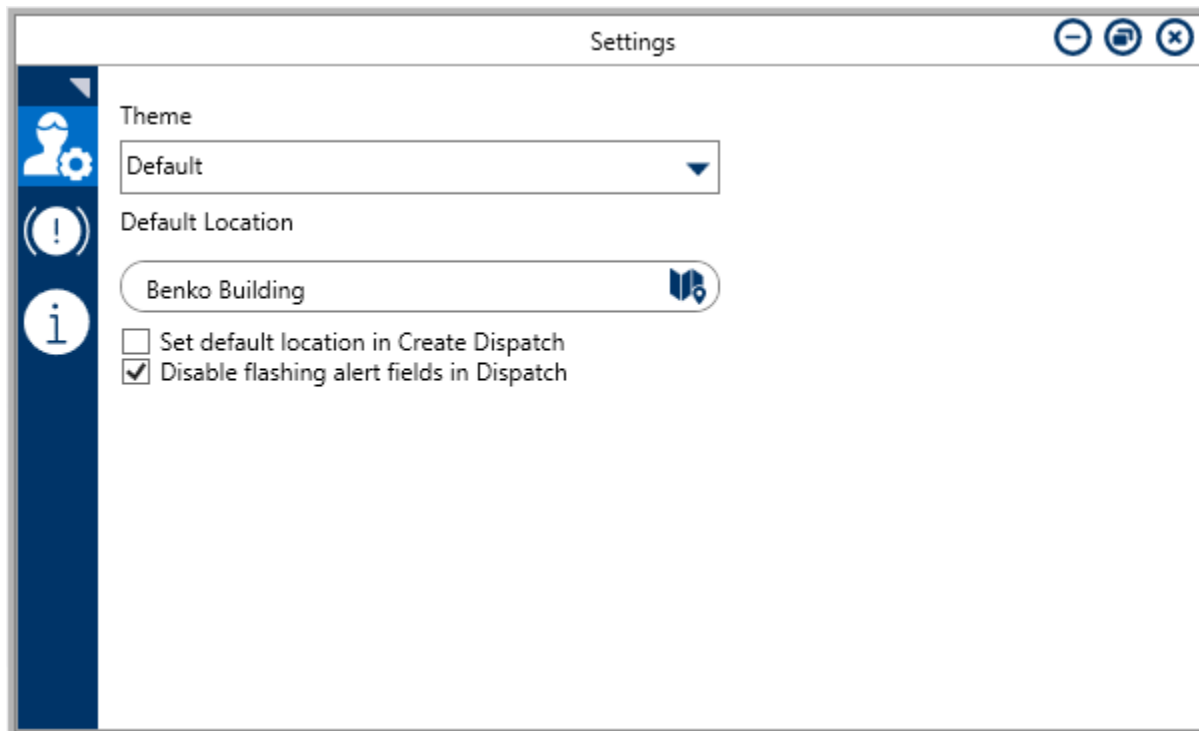 Settings
Theme
Default
Default Location
Benko Building
Set default location in Create Dispatch
Disable flashing alert fields in Dispatch